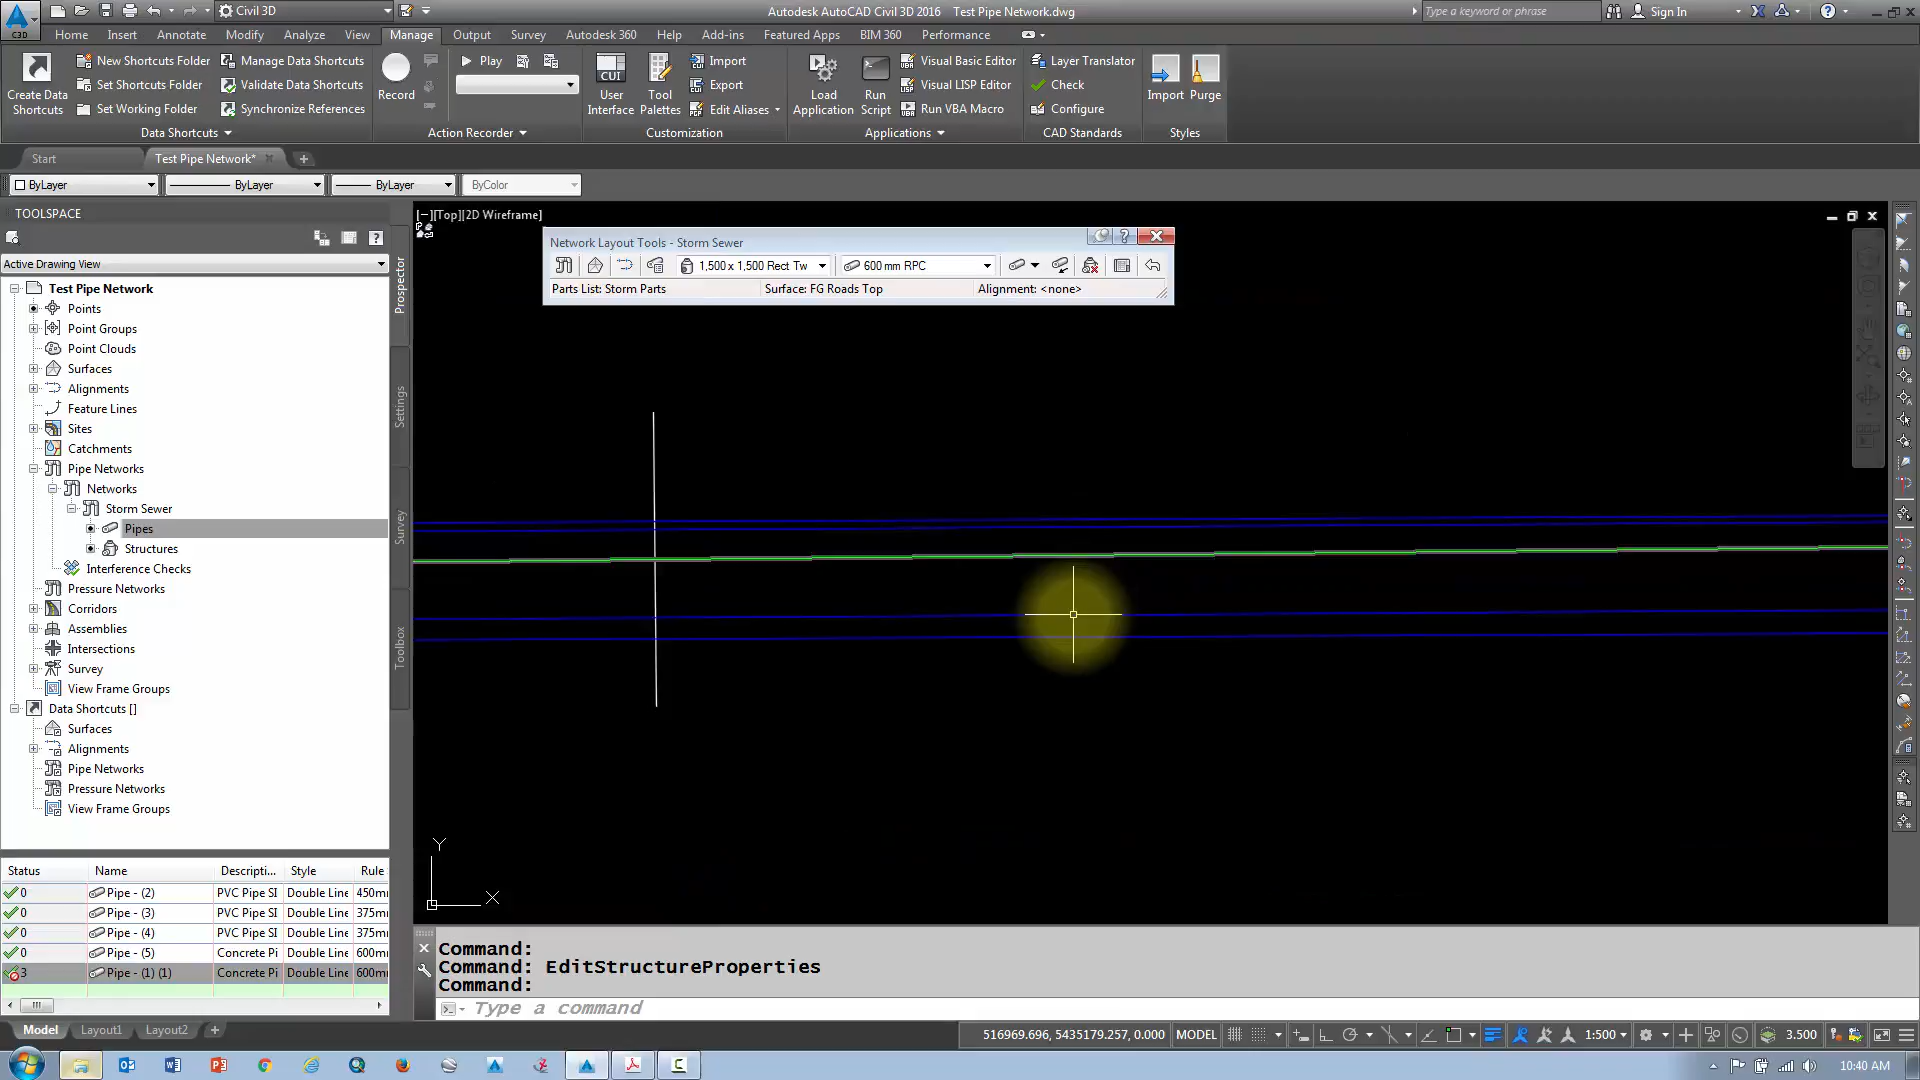 Civil 3D
Autodesk AutoCAD Civil 3D 2016 Test Pipe Network.dwg
Type a keyword or phrase
Sign In
C3D
Home Insert Annotate Modify Analyze View Manage Output Survey Autodesk 360 Help Add-ins Featured Apps BIM 360 Performance
Create Data Shortcuts
New Shortcuts Folder
Set Shortcuts Folder
Set Working Folder
Manage Data Shortcuts
Validate Data Shortcuts
Synchronize References
Data Shortcuts
Record
Play
Action Recorder
CUI
User Interface
Tool Palettes
Import
Export
Edit Aliases
Customization
Load Application
Run Script
Visual Basic Editor
Visual LISP Editor
Run VBA Macro
Applications
Layer Translator
Check
Configure
CAD Standards
Import
Purge
Styles
Start
Test Pipe Network*
ByLayer ByLayer ByLayer ByColor
TOOLSPACE
Active Drawing View
Test Pipe Network
Points
Point Groups
Point Clouds
Surfaces
Alignments
Feature Lines
Sites
Catchments
Pipe Networks
Networks
Storm Sewer
Pipes
Structures
Interference Checks
Pressure Networks
Corridors
Assemblies
Intersections
Survey
View Frame Groups
Data Shortcuts []
Surfaces
Alignments
Pipe Networks
Pressure Networks
View Frame Groups
Prospector
Settings
Survey
Toolbox
Status Name Descripti... Style Rule
0 Pipe - (2) PVC Pipe SI Double Line 450m
0 Pipe - (3) PVC Pipe SI Double Line 375m
0 Pipe - (4) PVC Pipe SI Double Line 375m
0 Pipe - (5) Concrete Pi Double Line 600m
3 Pipe - (1) (1) Concrete Pi Double Line 600m
[−][Top][2D Wireframe]
Network Layout Tools - Storm Sewer
1,500 x 1,500 Rect Tw
600 mm RPC
Parts List: Storm Parts
Surface: FG Roads Top
Alignment: <none>
Y
X
Command:
Command: EditStructureProperties
Command:
Type a command
Model Layout1 Layout2
516969.696, 5435179.257, 0.000 MODEL
1:500
3.500
10:40 AM